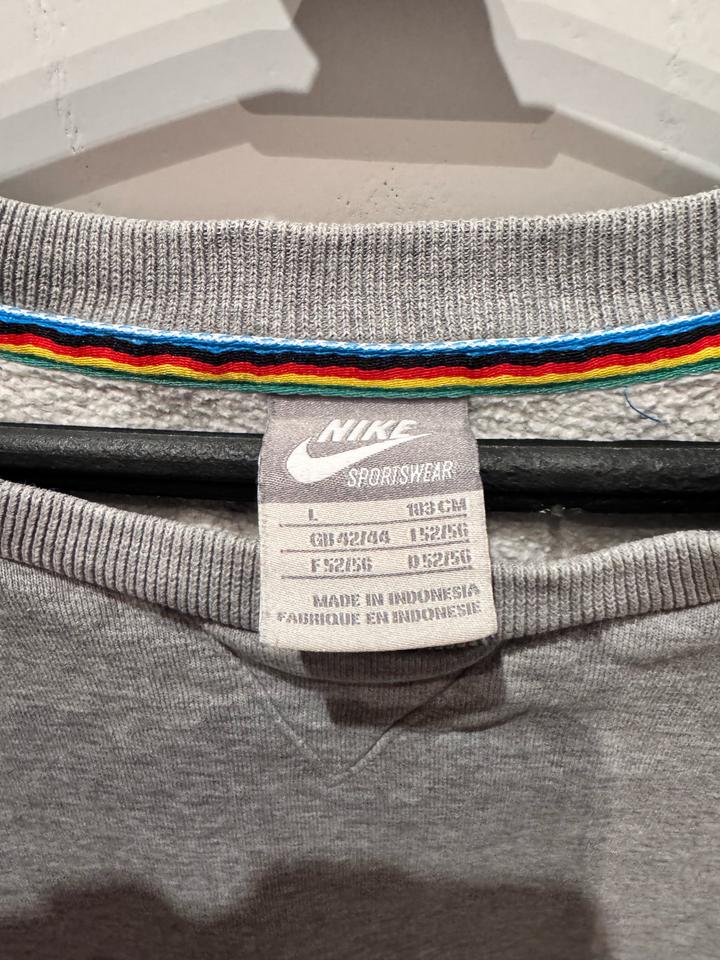 NIKE
SPORTSWEAR
L 183 CM
GB 42/44 I 52/56
F 52/56 D 52/56
MADE IN INDONESIA
FABRIQUE EN INDONESIE